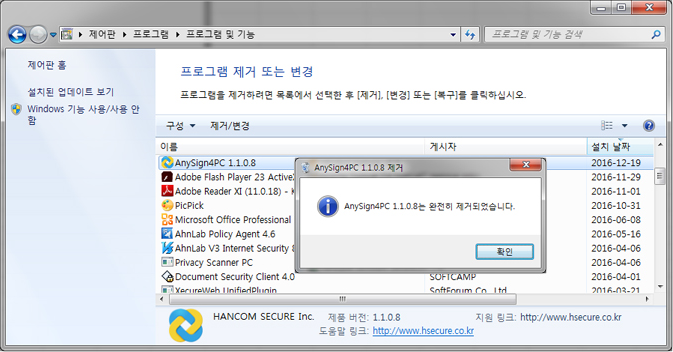 제어판 ▸ 프로그램 ▸ 프로그램 및 기능
프로그램 및 기능 검색
제어판 홈
설치된 업데이트 보기
Windows 기능 사용/사용 안
함
프로그램 제거 또는 변경
프로그램을 제거하려면 목록에서 선택한 후 [제거], [변경] 또는 [복구]를 클릭하십시오.
구성 제거/변경
이름 게시자 설치 날짜
AnySign4PC 1.1.0.8 2016-12-19
Adobe Flash Player 23 Active 2016-11-29
Adobe Reader XI (11.0.18) - 2016-11-01
PicPick 2016-10-31
Microsoft Office Professional 2016-06-08
AhnLab Policy Agent 4.6 2016-05-16
AhnLab V3 Internet Security 8 2016-04-04
Privacy Scanner PC 2016-04-01
Document Security Client 4.0 SOFTCAMP 2016-04-01
XecureWeb UnifiedPlugin SoftForum Co., Ltd. 2016-03-21
AnySign4PC 1.1.0.8 제거
AnySign4PC 1.1.0.8는 완전히 제거되었습니다.
확인
HANCOM SECURE Inc. 제품 버전: 1.1.0.8 지원 링크: http://www.hsecure.co.kr
도움말 링크: http://www.hsecure.co.kr